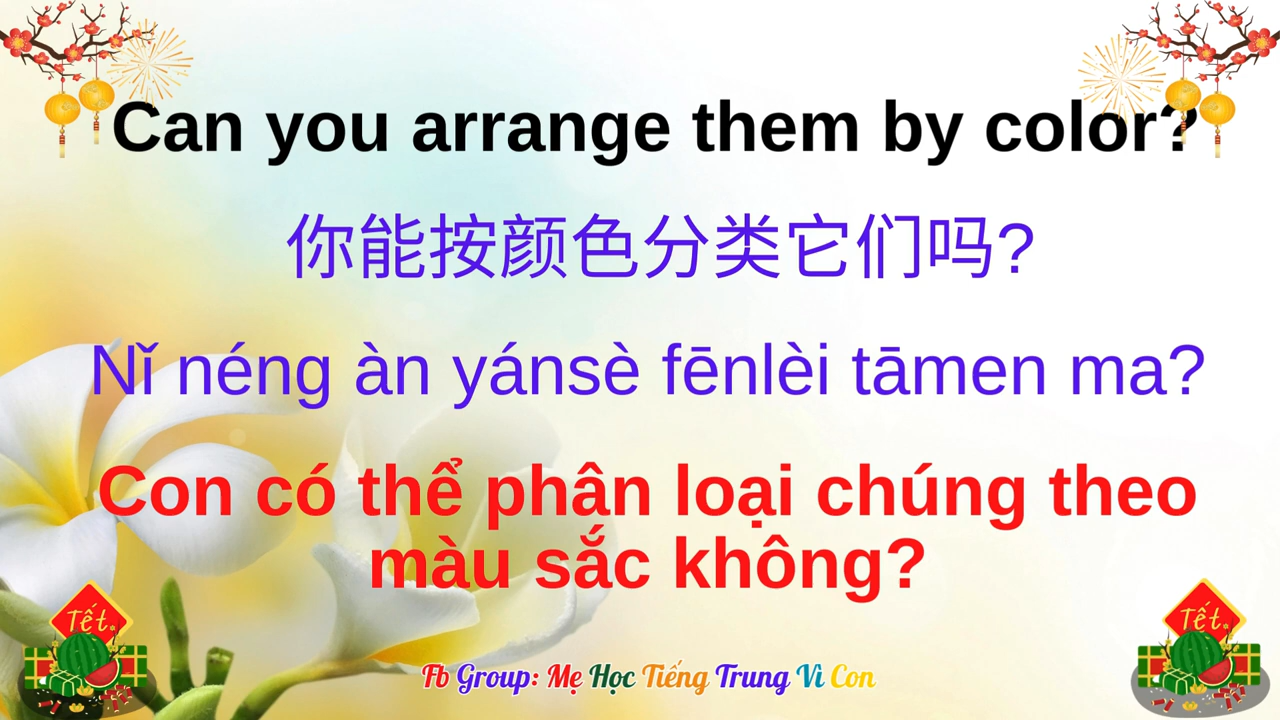 Can you arrange them by color?
你能按颜色分类它们吗?
Nǐ néng àn yánsè fēnlèi tāmen ma?
Con có thể phân loại chúng theo
màu sắc không?
Tết
Tết
Fb Group: Mẹ Học Tiếng Trung Vì Con